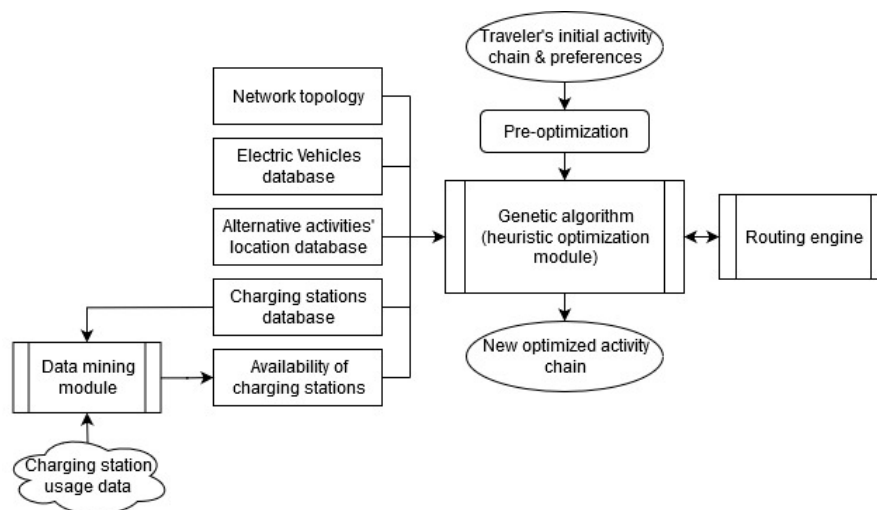 Traveler's initial activity
chain & preferences
Network topology
Pre-optimization
Electric Vehicles
database
Alternative activities'
location database
Genetic algorithm
(heuristic optimization
module)
Routing engine
Charging stations
database
Data mining
module
Availability of
charging stations
New optimized activity
chain
Charging station
usage data